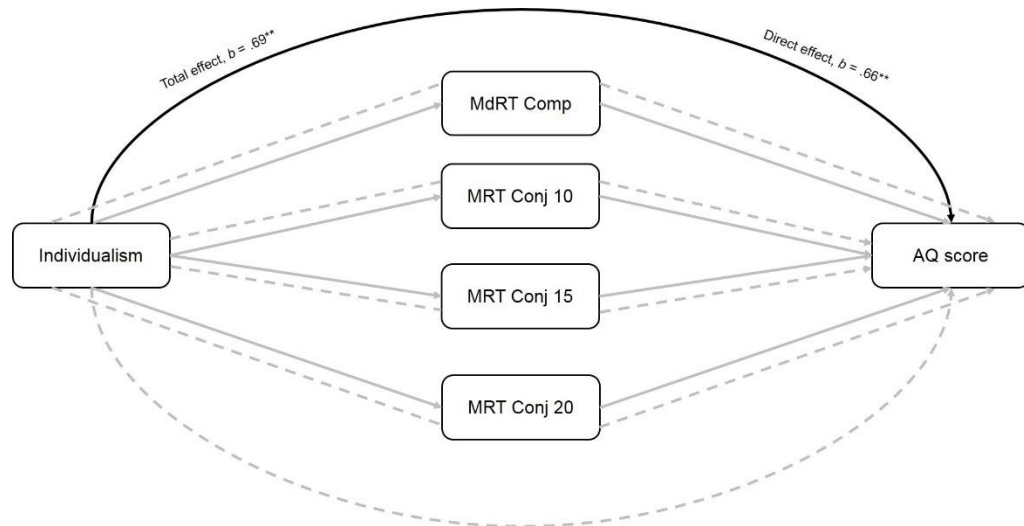 Total effect, b = .69**
Direct effect, b = .66**
MdRT Comp
MRT Conj 10
Individualism
AQ score
MRT Conj 15
MRT Conj 20